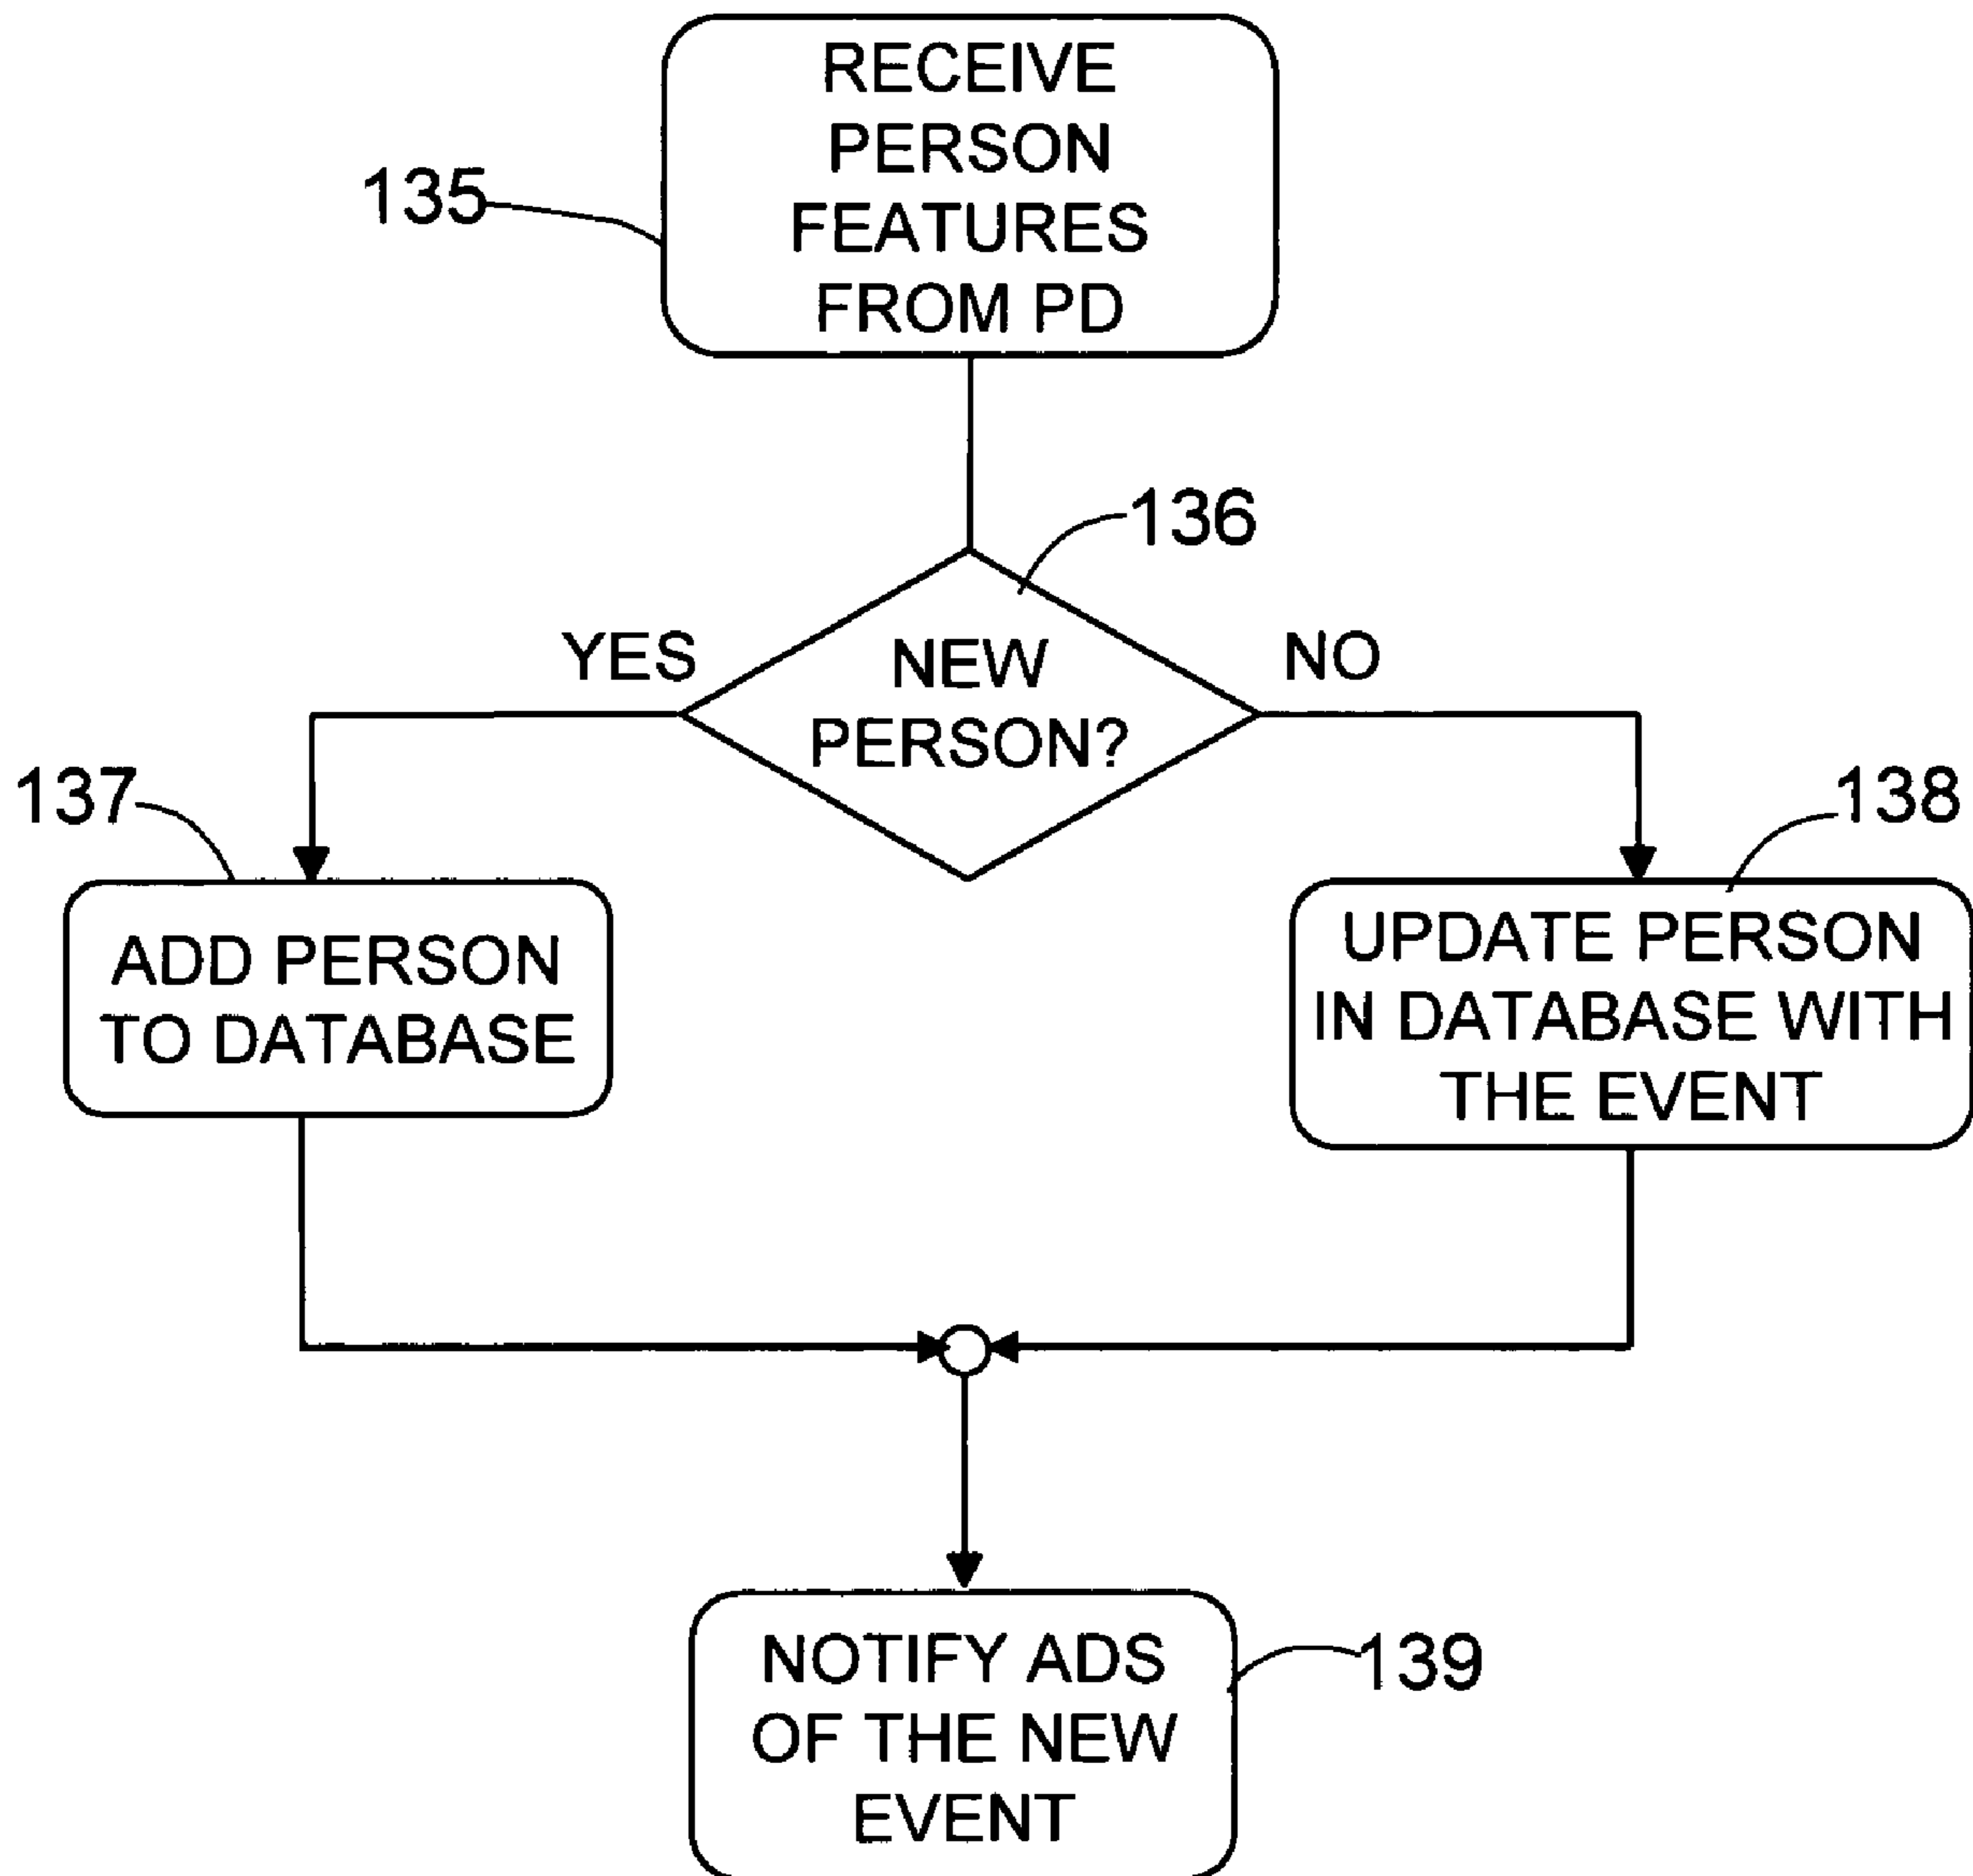 RECEIVE
PERSON
FEATURES
FROM PD
135
136
YES
NEW
PERSON?
NO
137
138
ADD PERSON
TO DATABASE
UPDATE PERSON
IN DATABASE WITH
THE EVENT
NOTIFY ADS
OF THE NEW
EVENT
139